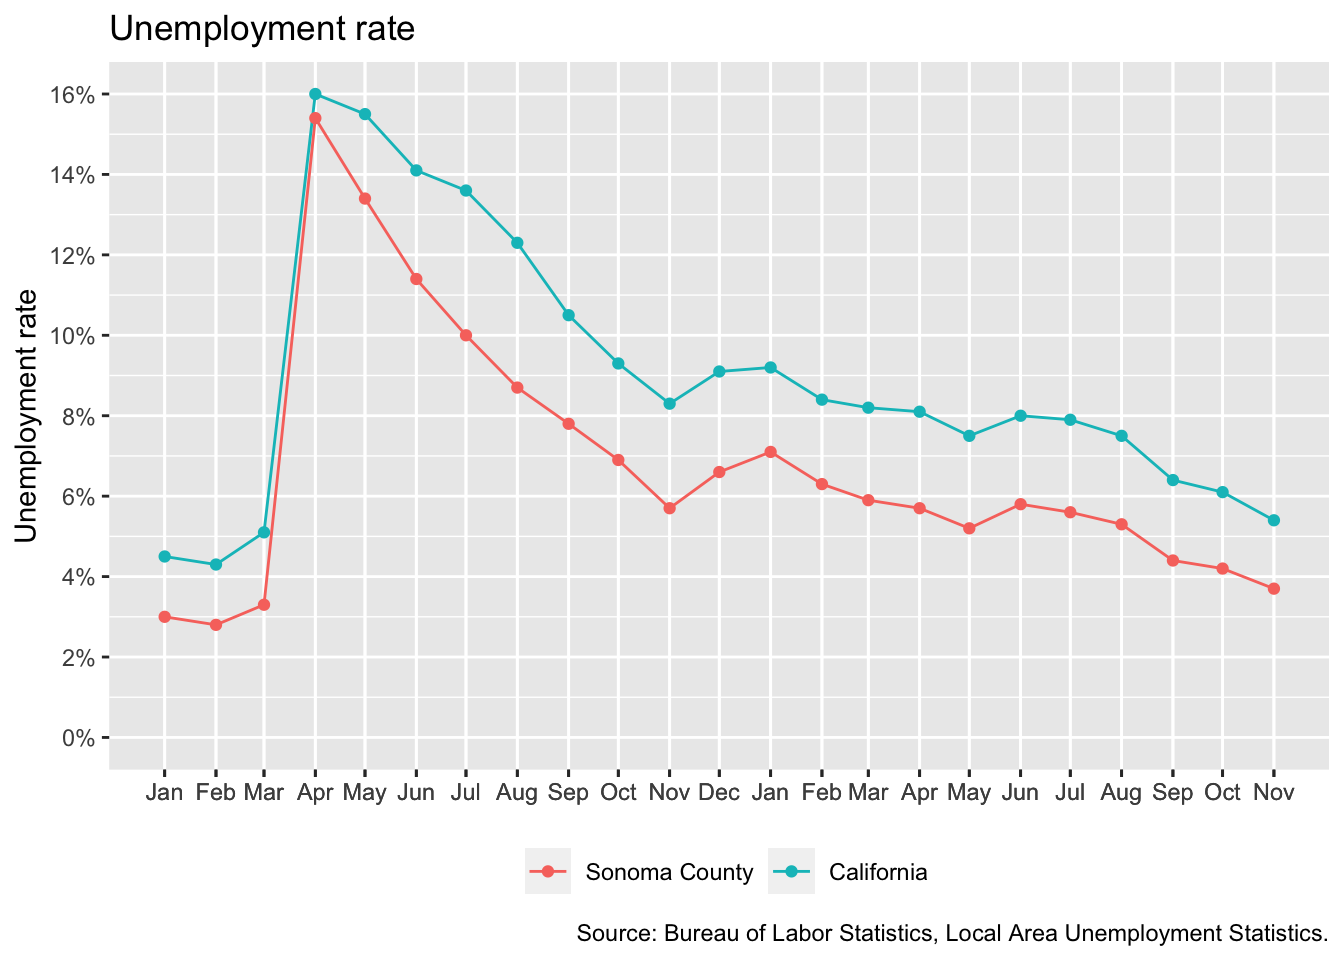 Unemployment rate
Unemployment rate
16%
14%
12%
10%
8%
6%
4%
2%
0%
Jan Feb Mar Apr May Jun Jul Aug Sep Oct Nov Dec Jan Feb Mar Apr May Jun Jul Aug Sep Oct Nov
Sonoma County California
Source: Bureau of Labor Statistics, Local Area Unemployment Statistics.